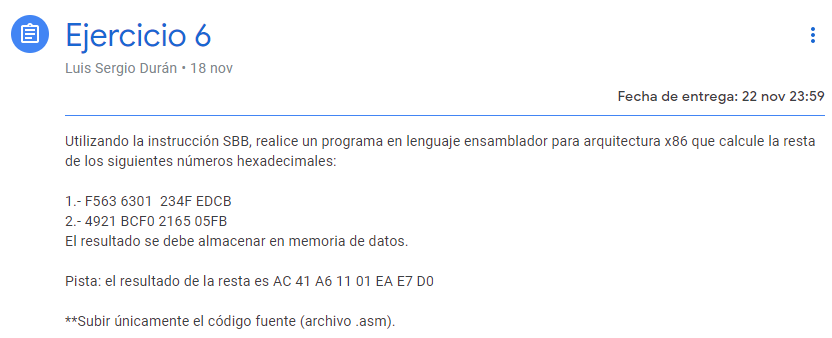 Ejercicio 6
Luis Sergio Durán • 18 nov
Fecha de entrega: 22 nov 23:59
Utilizando la instrucción SBB, realice un programa en lenguaje ensamblador para arquitectura x86 que calcule la resta
de los siguientes números hexadecimales:
1.- F563 6301  234F EDCB
2.- 4921 BCF0 2165 05FB
El resultado se debe almacenar en memoria de datos.
Pista: el resultado de la resta es AC 41 A6 11 01 EA E7 D0
**Subir únicamente el código fuente (archivo .asm).